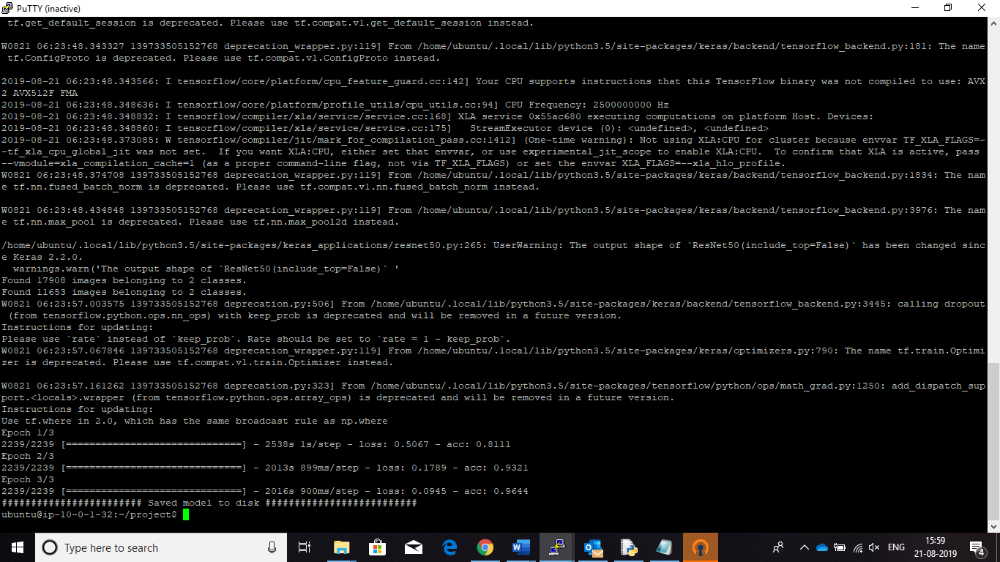 PuTTY (inactive)
tf.get_default_session is deprecated. Please use tf.compat.v1.get_default_session instead.
W0821 06:23:48.343327 139733505152768 deprecation_wrapper.py:119] From /home/ubuntu/.local/lib/python3.5/site-packages/keras/backend/tensorflow_backend.py:181: The name
tf.ConfigProto is deprecated. Please use tf.compat.v1.ConfigProto instead.
2019-08-21 06:23:48.343566: I tensorflow/core/platform/cpu_feature_guard.cc:142] Your CPU supports instructions that this TensorFlow binary was not compiled to use: AVX
2 AVX512F FMA
2019-08-21 06:23:48.348636: I tensorflow/core/platform/profile_utils/cpu_utils.cc:94] CPU Frequency: 2500000000 Hz
2019-08-21 06:23:48.348832: I tensorflow/compiler/xla/service/service.cc:168] XLA service 0x55ac680 executing computations on platform Host. Devices:
2019-08-21 06:23:48.348860: I tensorflow/compiler/xla/service/service.cc:175]   StreamExecutor device (0): <undefined>, <undefined>
2019-08-21 06:23:48.373085: W tensorflow/compiler/jit/mark_for_compilation_pass.cc:1412] (One-time warning): Not using XLA:CPU for cluster because envvar TF_XLA_FLAGS=-
-tf_xla_cpu_global_jit was not set.  If you want XLA:CPU, either set that envvar, or use experimental_jit_scope to enable XLA:CPU.  To confirm that XLA is active, pass
--vmodule=xla_compilation_cache=1 (as a proper command-line flag, not via TF_XLA_FLAGS) or set the envvar XLA_FLAGS=--xla_hlo_profile.
W0821 06:23:48.374708 139733505152768 deprecation_wrapper.py:119] From /home/ubuntu/.local/lib/python3.5/site-packages/keras/backend/tensorflow_backend.py:1834: The nam
e tf.nn.fused_batch_norm is deprecated. Please use tf.compat.v1.nn.fused_batch_norm instead.
W0821 06:23:48.434848 139733505152768 deprecation_wrapper.py:119] From /home/ubuntu/.local/lib/python3.5/site-packages/keras/backend/tensorflow_backend.py:3976: The nam
e tf.nn.max_pool is deprecated. Please use tf.nn.max_pool2d instead.
/home/ubuntu/.local/lib/python3.5/site-packages/keras_applications/resnet50.py:265: UserWarning: The output shape of `ResNet50(include_top=False)` has been changed sinc
e Keras 2.2.0.
warnings.warn('The output shape of `ResNet50(include_top=False)` '
Found 17908 images belonging to 2 classes.
Found 11653 images belonging to 2 classes.
W0821 06:23:57.003575 139733505152768 deprecation.py:506] From /home/ubuntu/.local/lib/python3.5/site-packages/keras/backend/tensorflow_backend.py:3445: calling dropout
(from tensorflow.python.ops.nn_ops) with keep_prob is deprecated and will be removed in a future version.
Instructions for updating:
Please use `rate` instead of `keep_prob`. Rate should be set to `rate = 1 - keep_prob`.
W0821 06:23:57.067846 139733505152768 deprecation_wrapper.py:119] From /home/ubuntu/.local/lib/python3.5/site-packages/keras/optimizers.py:790: The name tf.train.Optimi
zer is deprecated. Please use tf.compat.v1.train.Optimizer instead.
W0821 06:23:57.161262 139733505152768 deprecation.py:323] From /home/ubuntu/.local/lib/python3.5/site-packages/tensorflow/python/ops/math_grad.py:1250: add_dispatch_sup
port.<locals>.wrapper (from tensorflow.python.ops.array_ops) is deprecated and will be removed in a future version.
Instructions for updating:
Use tf.where in 2.0, which has the same broadcast rule as np.where
Epoch 1/3
2239/2239 [==============================] - 2538s 1s/step - loss: 0.5067 - acc: 0.8111
Epoch 2/3
2239/2239 [==============================] - 2013s 899ms/step - loss: 0.1789 - acc: 0.9321
Epoch 3/3
2239/2239 [==============================] - 2016s 900ms/step - loss: 0.0945 - acc: 0.9644
######################## Saved model to disk ##########################
ubuntu@ip-10-0-1-32:~/project$
Type here to search
ENG
15:59
21-08-2019
4